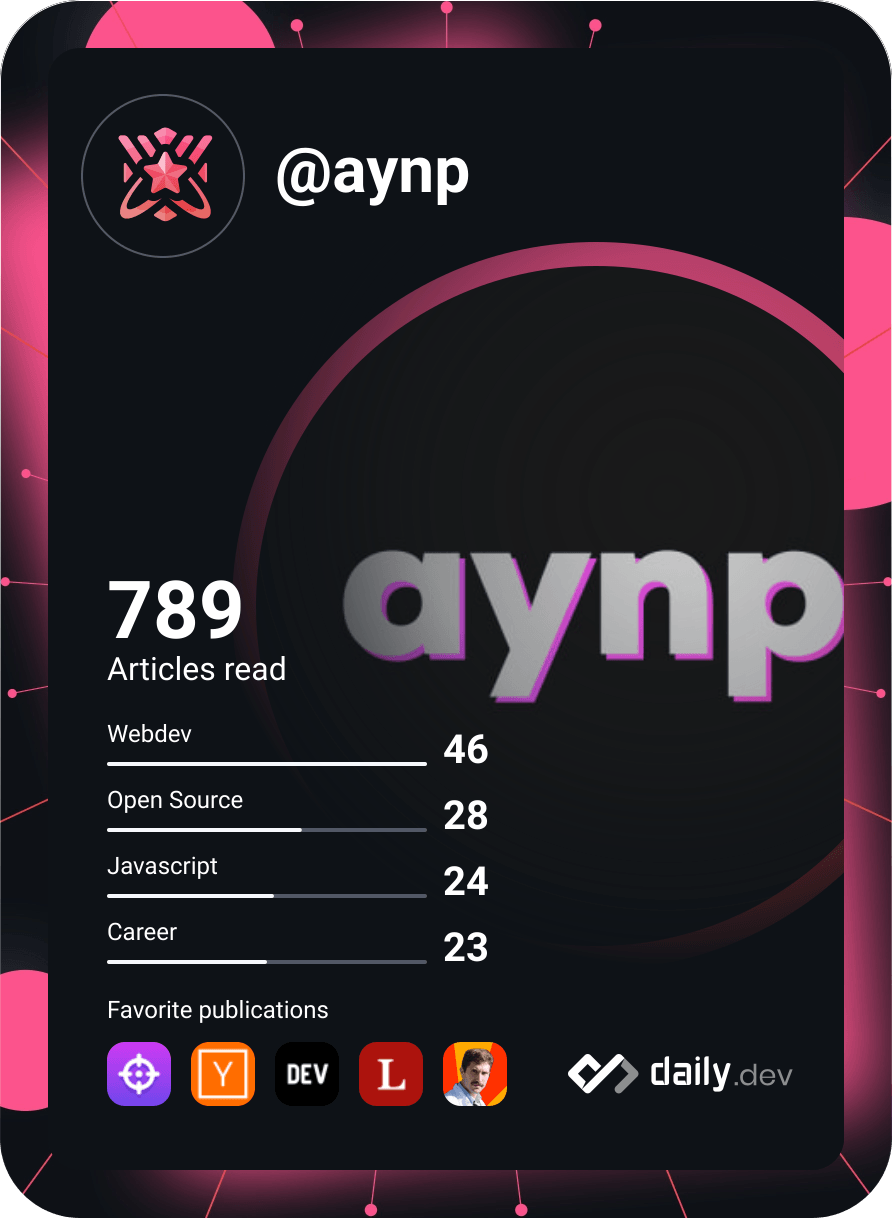 @aynp
aynp
789
Articles read
Webdev
46
Open Source
28
Javascript
24
Career
23
Favorite publications
Y
DEV
L
daily.dev